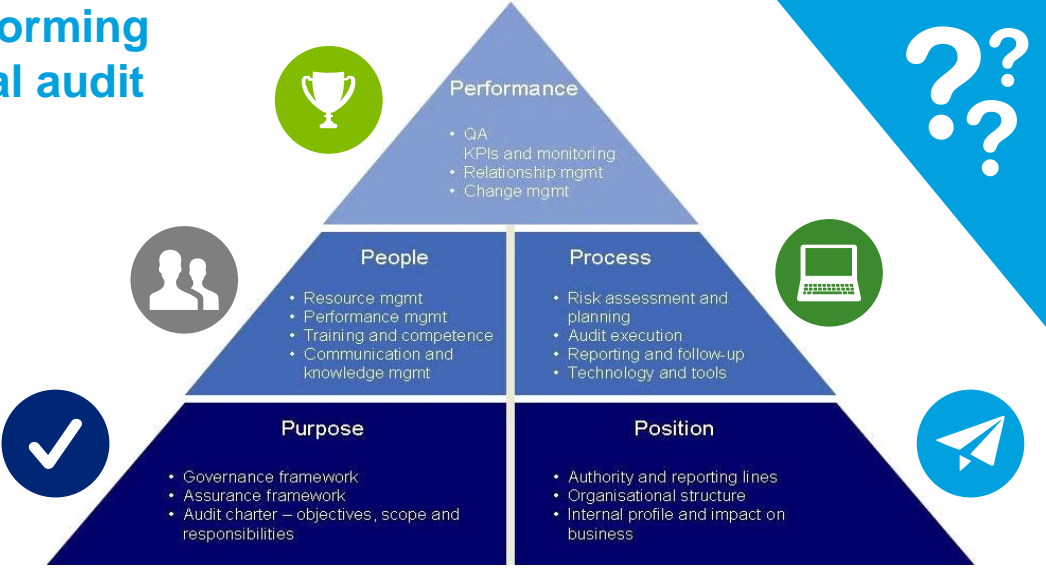 orming
al audit
? ? ?
Performance
• QA
KPIs and monitoring
• Relationship mgmt
• Change mgmt
People
• Resource mgmt
• Performance mgmt
• Training and competence
• Communication and
knowledge mgmt
Process
• Risk assessment and
planning
• Audit execution
• Reporting and follow-up
• Technology and tools
Purpose
• Governance framework
• Assurance framework
• Audit charter – objectives, scope and
responsibilities
Position
• Authority and reporting lines
• Organisational structure
• Internal profile and impact on
business